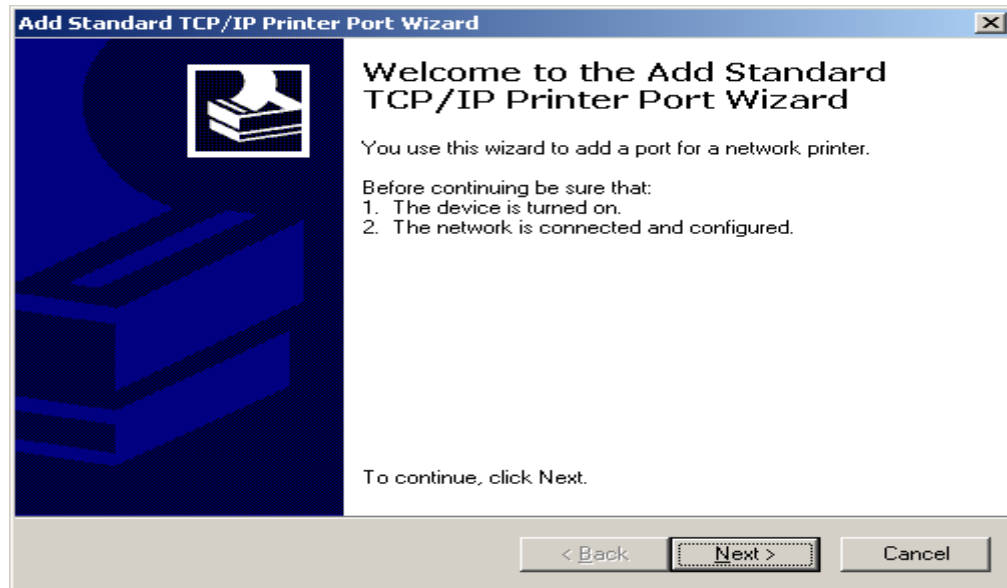 Add Standard TCP/IP Printer Port Wizard
Welcome to the Add Standard
TCP/IP Printer Port Wizard
You use this wizard to add a port for a network printer.
Before continuing be sure that:
1. The device is turned on.
2. The network is connected and configured.
To continue, click Next.
< Back
Next >
Cancel